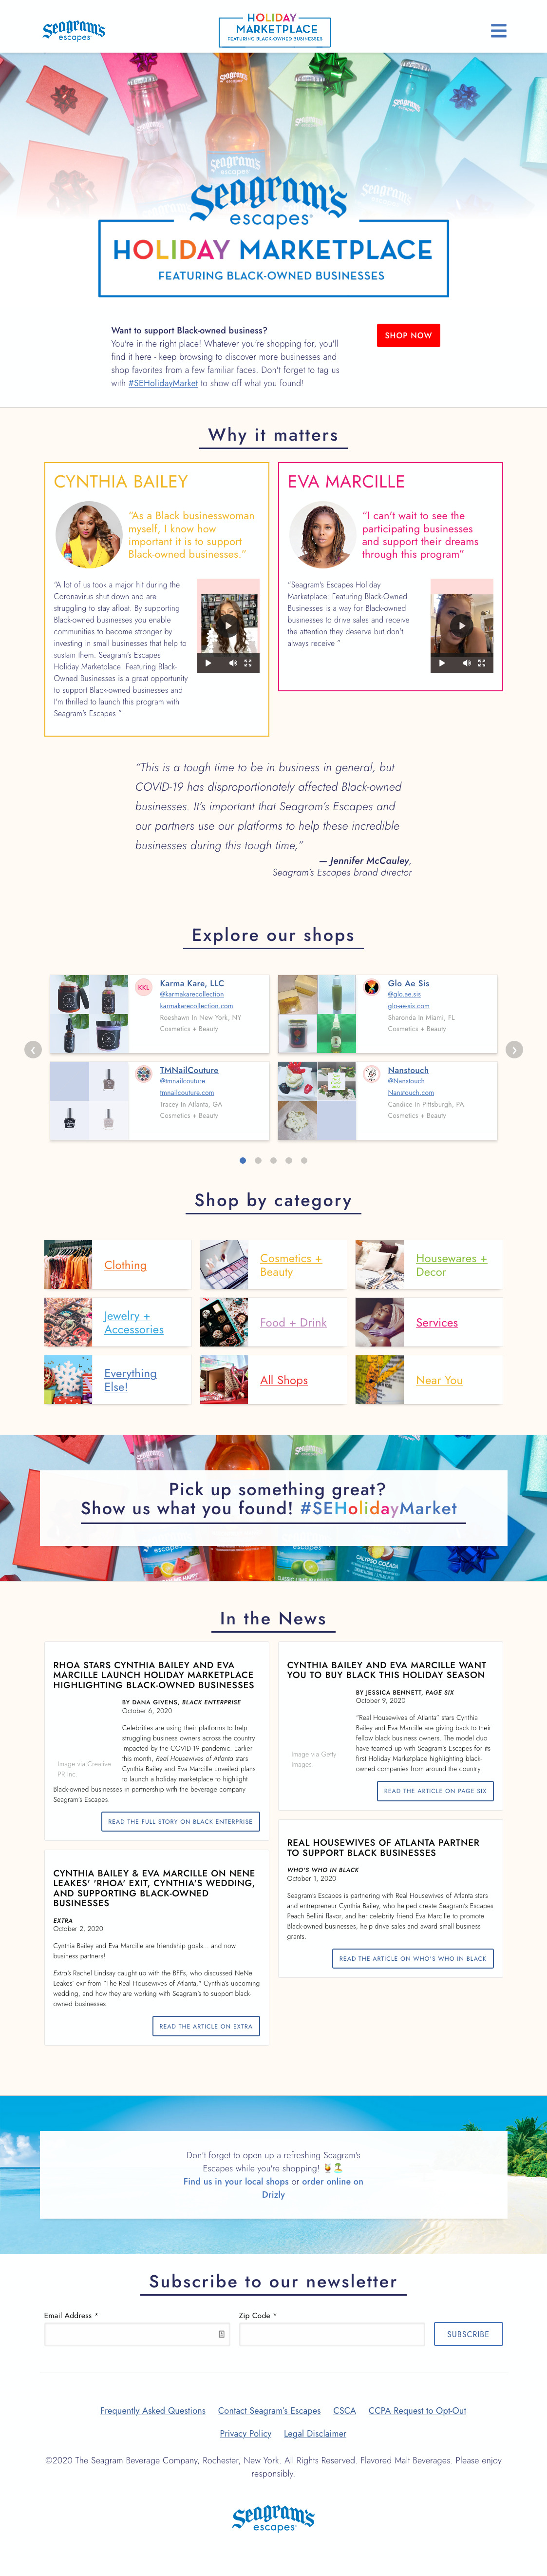 Seagram's
escapes
HOLIDAY
MARKETPLACE
FEATURING BLACK-OWNED BUSINESSES
Seagram's
escapes
HOLIDAY MARKETPLACE
FEATURING BLACK-OWNED BUSINESSES
Want to support Black-owned business?
You're in the right place! Whatever you're shopping for, you'll
find it here - keep browsing to discover more businesses and
shop favorites from a few familiar faces. Don't forget to tag us
with #SEHolidayMarket to show off what you found!
SHOP NOW
Why it matters
CYNTHIA BAILEY
"As a Black businesswoman
myself, I know how
important it is to support
Black-owned businesses."
"A lot of us took a major hit during the
Coronavirus shut down and are
struggling to stay afloat. By supporting
Black-owned businesses you enable
communities to become stronger by
investing in small businesses that help to
sustain them. Seagram's Escapes
Holiday Marketplace: Featuring Black-
Owned Businesses is a great opportunity
to support Black-owned businesses and
I'm thrilled to launch this program with
Seagram's Escapes "
EVA MARCILLE
"I can't wait to see the
participating businesses
and support their dreams
through this program"
"Seagram's Escapes Holiday
Marketplace: Featuring Black-Owned
Businesses is a way for Black-owned
businesses to drive sales and receive
the attention they deserve but don't
always receive "
"This is a tough time to be in business in general, but
COVID-19 has disproportionately affected Black-owned
businesses. It's important that Seagram's Escapes and
our partners use our platforms to help these incredible
businesses during this tough time,"
— Jennifer McCauley,
Seagram's Escapes brand director
Explore our shops
KKL
Karma Kare, LLC
@karmakarecollection
karmakarecollection.com
Roeshawn In New York, NY
Cosmetics + Beauty
Glo Ae Sis
@glo.ae.sis
glo-ae-sis.com
Sharonda In Miami, FL
Cosmetics + Beauty
TMNailCouture
@tmnailcouture
tmnailcouture.com
Tracey In Atlanta, GA
Cosmetics + Beauty
Nanstouch
@Nanstouch
Nanstouch.com
Candice In Pittsburgh, PA
Cosmetics + Beauty
Shop by category
Clothing
Cosmetics +
Beauty
Housewares +
Decor
Jewelry +
Accessories
Food + Drink
Services
Everything
Else!
All Shops
Near You
Pick up something great?
Show us what you found! #SEHolidayMarket
CALYPSO COLADA
In the News
RHOA STARS CYNTHIA BAILEY AND EVA
MARCILLE LAUNCH HOLIDAY MARKETPLACE
HIGHLIGHTING BLACK-OWNED BUSINESSES
BY DANA GIVENS, BLACK ENTERPRISE
October 6, 2020
Image via Creative
PR Inc.
Celebrities are using their platforms to help
struggling business owners across the country
impacted by the COVID-19 pandemic. Earlier
this month, Real Housewives of Atlanta stars
Cynthia Bailey and Eva Marcille unveiled plans
to launch a holiday marketplace to highlight
Black-owned businesses in partnership with the beverage company
Seagram's Escapes.
READ THE FULL STORY ON BLACK ENTERPRISE
CYNTHIA BAILEY AND EVA MARCILLE WANT
YOU TO BUY BLACK THIS HOLIDAY SEASON
BY JESSICA BENNETT, PAGE SIX
October 9, 2020
Image via Getty
Images
"Real Housewives of Atlanta" stars Cynthia
Bailey and Eva Marcille are giving back to their
fellow black business owners. The model duo
have teamed up with Seagram's Escapes for its
first Holiday Marketplace highlighting black-
owned companies from around the country.
READ THE ARTICLE ON PAGE SIX
CYNTHIA BAILEY & EVA MARCILLE ON NENE
LEAKES' 'RHOA' EXIT, CYNTHIA'S WEDDING,
AND SUPPORTING BLACK-OWNED
BUSINESSES
EXTRA
October 2, 2020
Cynthia Bailey and Eva Marcille are friendship goals... and now
business partners!
Extra's Rachel Lindsay caught up with the BFFs, who discussed NeNe
Leakes' exit from "The Real Housewives of Atlanta," Cynthia's upcoming
wedding, and how they are working with Seagram's to support black-
owned businesses.
READ THE ARTICLE ON EXTRA
REAL HOUSEWIVES OF ATLANTA PARTNER
TO SUPPORT BLACK BUSINESSES
WHO'S WHO IN BLACK
October 1, 2020
Seagram's Escapes is partnering with Real Housewives of Atlanta stars
and entrepreneur Cynthia Bailey, who helped create Seagram's Escapes
Peach Bellini flavor, and her celebrity friend Eva Marcille to promote
Black-owned businesses, help drive sales and award small business
grants.
READ THE ARTICLE ON WHO'S WHO IN BLACK
Don't forget to open up a refreshing Seagram's
Escapes while you're shopping! 🍹🏝️
Find us in your local shops or order online on
Drizly
Subscribe to our newsletter
Email Address *
Zip Code *
SUBSCRIBE
Frequently Asked Questions Contact Seagram's Escapes CSCA CCPA Request to Opt-Out
Privacy Policy Legal Disclaimer
©2020 The Seagram Beverage Company, Rochester, New York. All Rights Reserved. Flavored Malt Beverages. Please enjoy
responsibly.
Seagram's
escapes